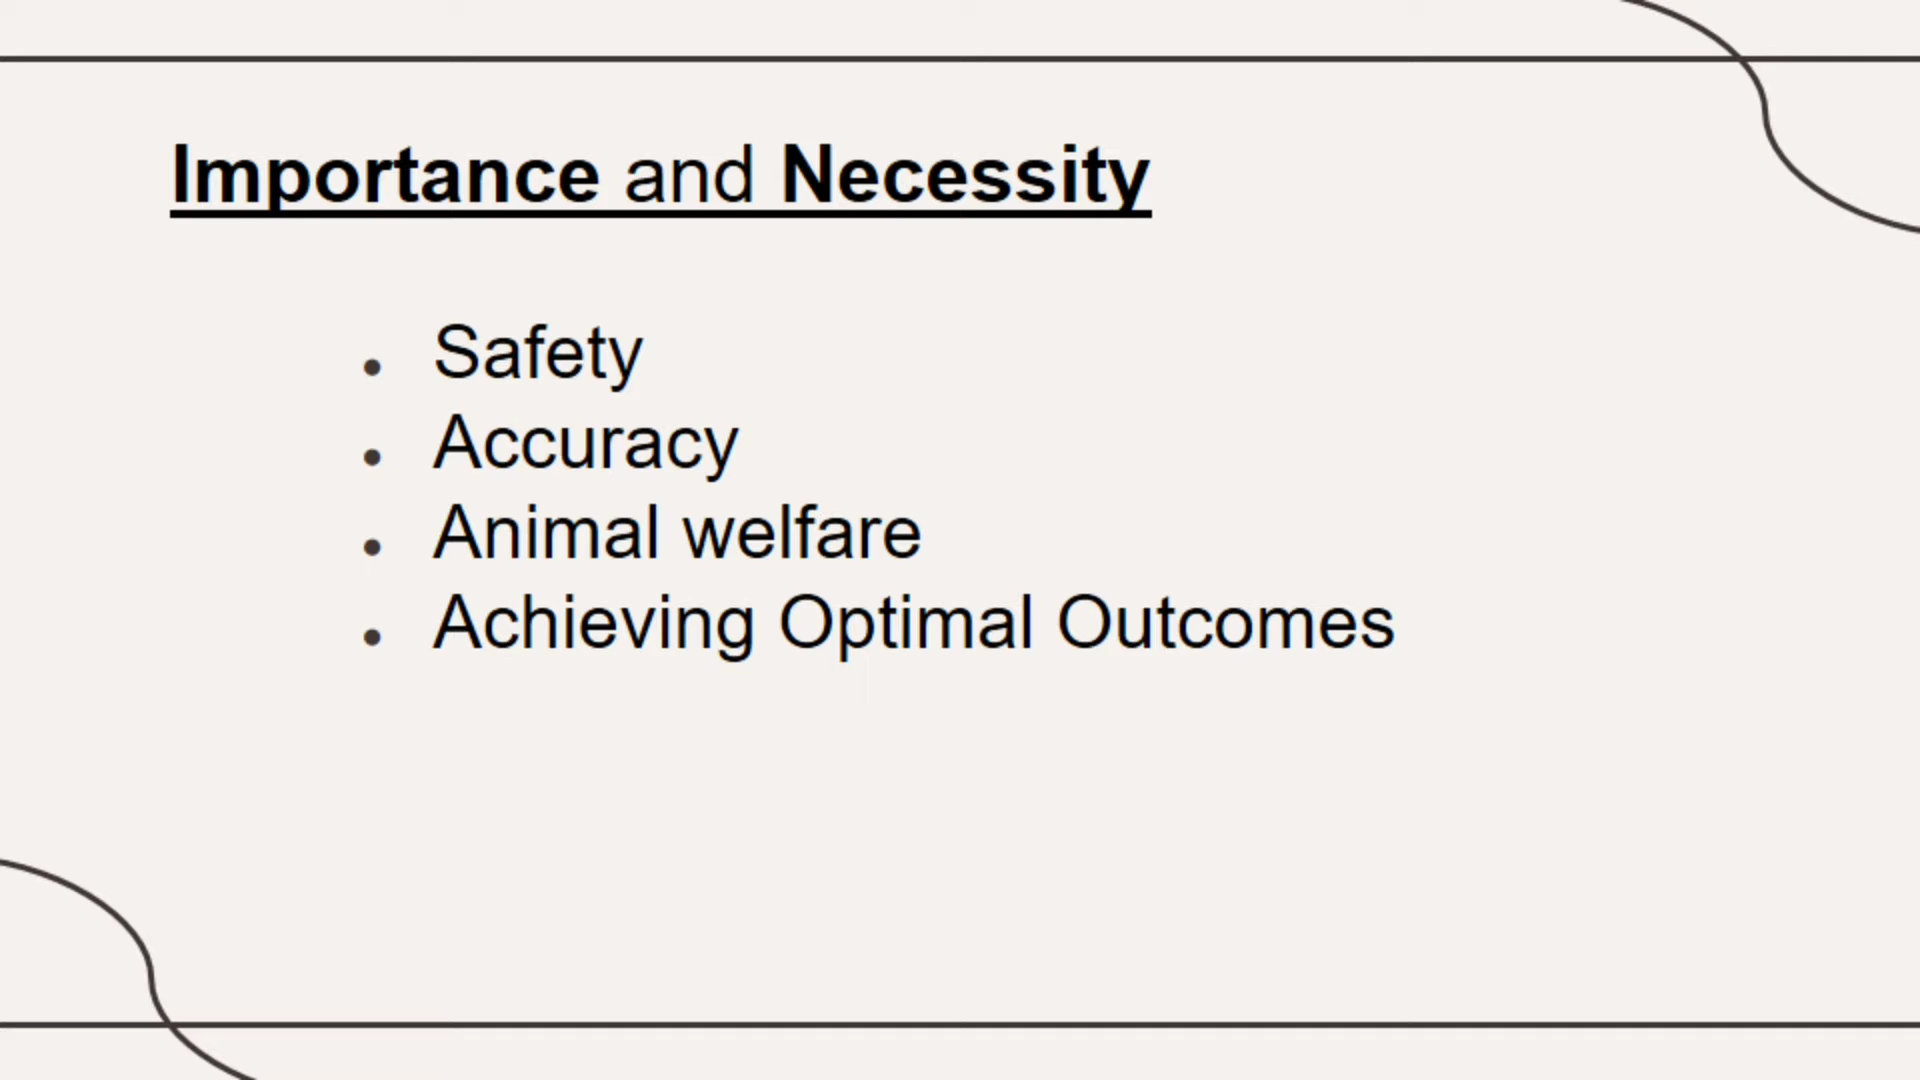 Importance and Necessity
• Safety
• Accuracy
• Animal welfare
• Achieving Optimal Outcomes